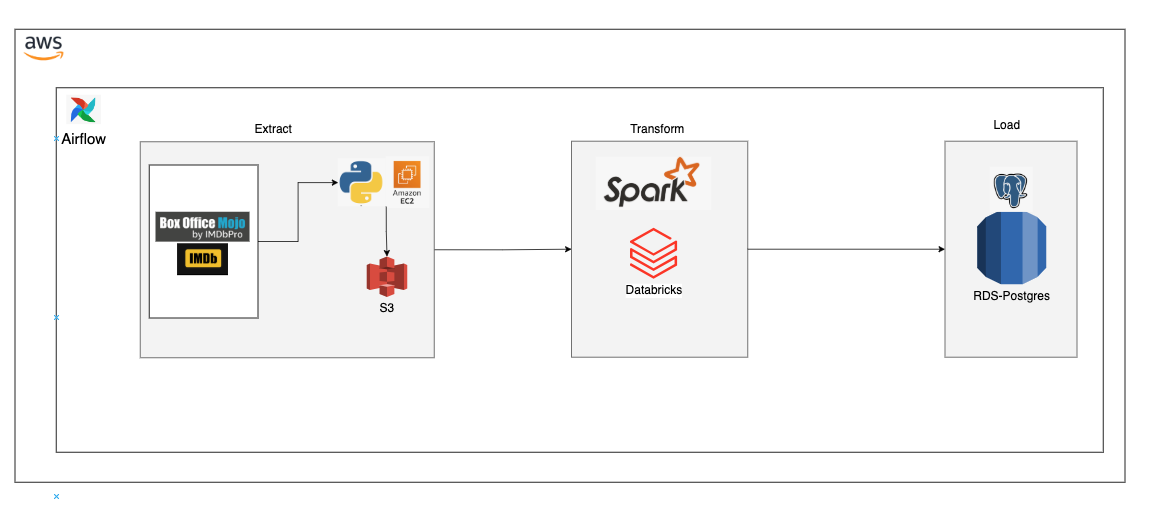 aws
Airflow
Extract
Transform
Load
Box Office Mojo
by IMDbPro
IMDb
Amazon
EC2
S3
Spark
Databricks
RDS-Postgres